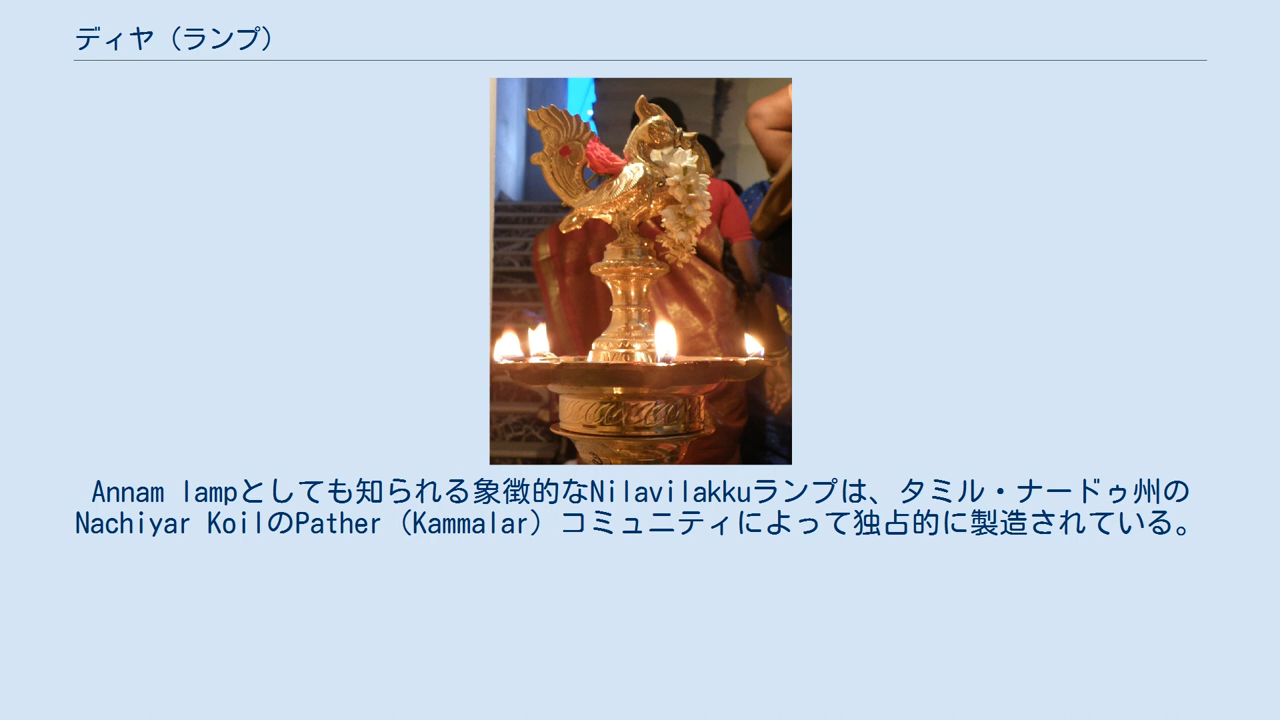 ディヤ（ランプ）
Annam lampとしても知られる象徴的なNilavilakkuランプは、タミル・ナードゥ州の
Nachiyar KoilのPather（Kammalar）コミュニティによって独占的に製造されている。